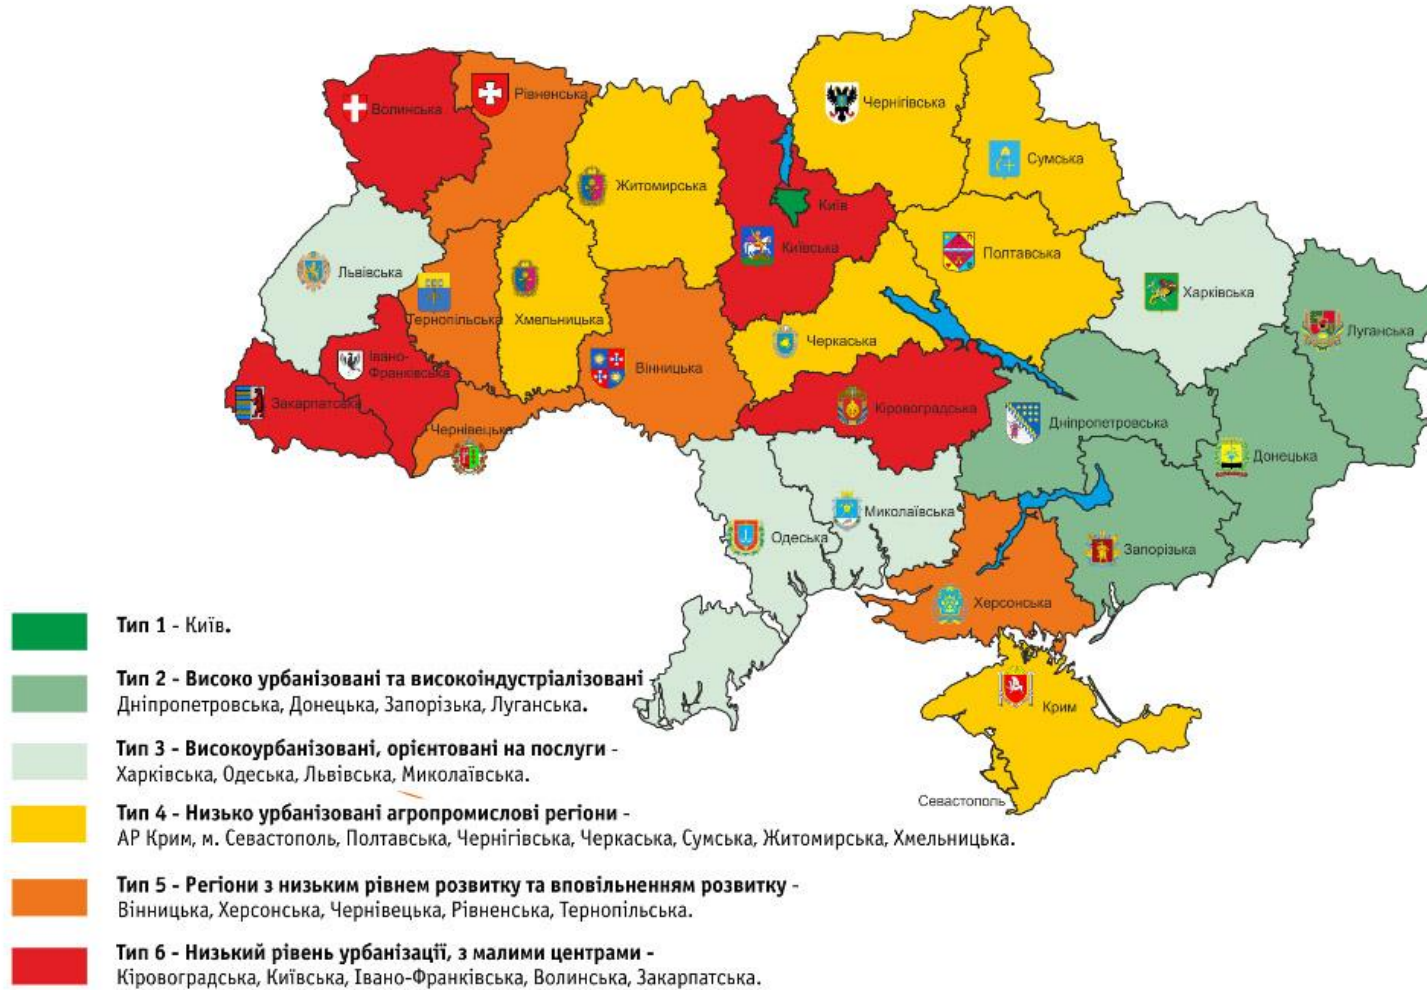 Волинська
Рівненська
Чернігівська
Сумська
Житомирська
Київ
Київська
Полтавська
Львівська
Харківська
Луганська
Тернопільська
Хмельницька
Черкаська
Івано-
Франківська
Вінницька
Закарпатська
Кіровоградська
Дніпропетровська
Чернівецька
Донецька
Миколаївська
Одеська
Запорізька
Херсонська
Крим
Севастополь
Тип 1 - Київ.
Тип 2 - Високо урбанізовані та високоіндустріалізовані -
Дніпропетровська, Донецька, Запорізька, Луганська.
Тип 3 - Високоурбанізовані, орієнтовані на послуги -
Харківська, Одеська, Львівська, Миколаївська.
Тип 4 - Низько урбанізовані агропромислові регіони -
АР Крим, м. Севастополь, Полтавська, Чернігівська, Черкаська, Сумська, Житомирська, Хмельницька.
Тип 5 - Регіони з низьким рівнем розвитку та вповільненням розвитку -
Вінницька, Херсонська, Чернівецька, Рівненська, Тернопільська.
Тип 6 - Низький рівень урбанізації, з малими центрами -
Кіровоградська, Київська, Івано-Франківська, Волинська, Закарпатська.